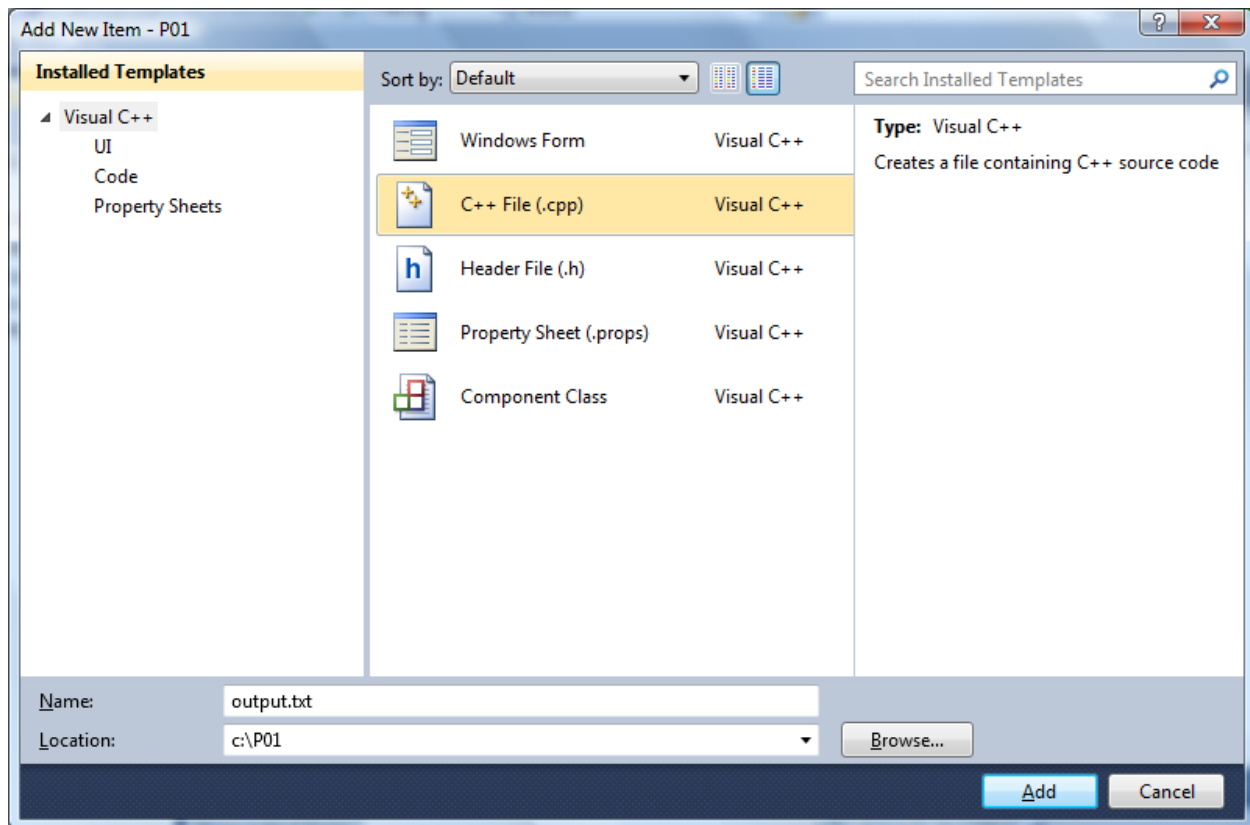 Add New Item - P01
?
X
Installed Templates
Sort by: Default
Search Installed Templates
Visual C++
UI
Code
Property Sheets
Windows Form Visual C++
C++ File (.cpp) Visual C++
h Header File (.h) Visual C++
Property Sheet (.props) Visual C++
Component Class Visual C++
Type: Visual C++
Creates a file containing C++ source code
Name: output.txt
Location: c:\P01
Browse...
Add Cancel